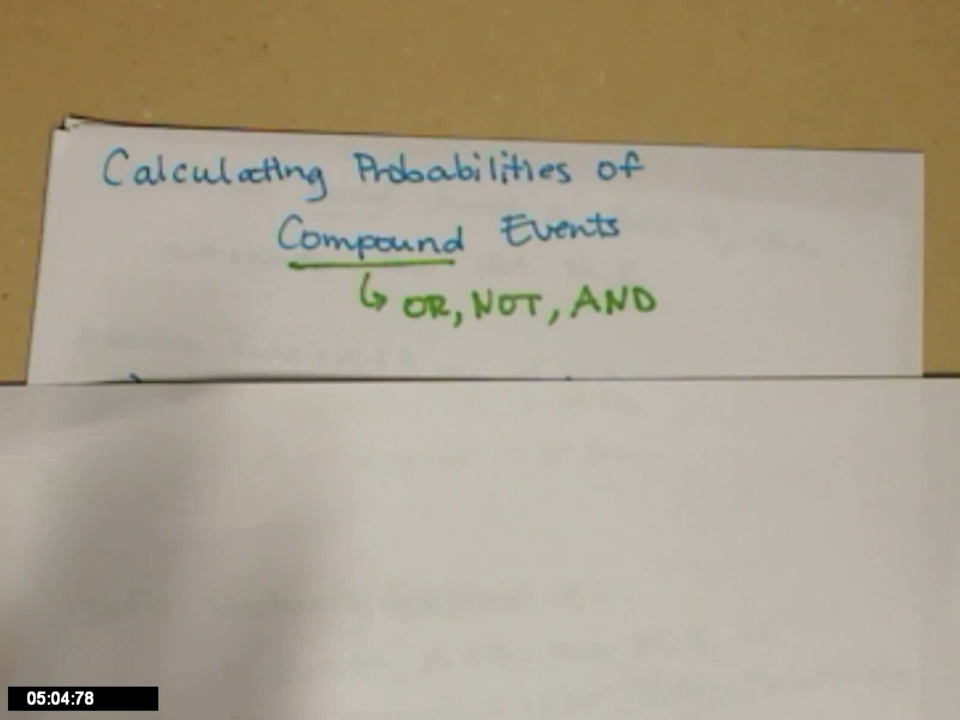 Calculating Probabilities of
Compound Events
↳ OR, NOT, AND
05:04:78